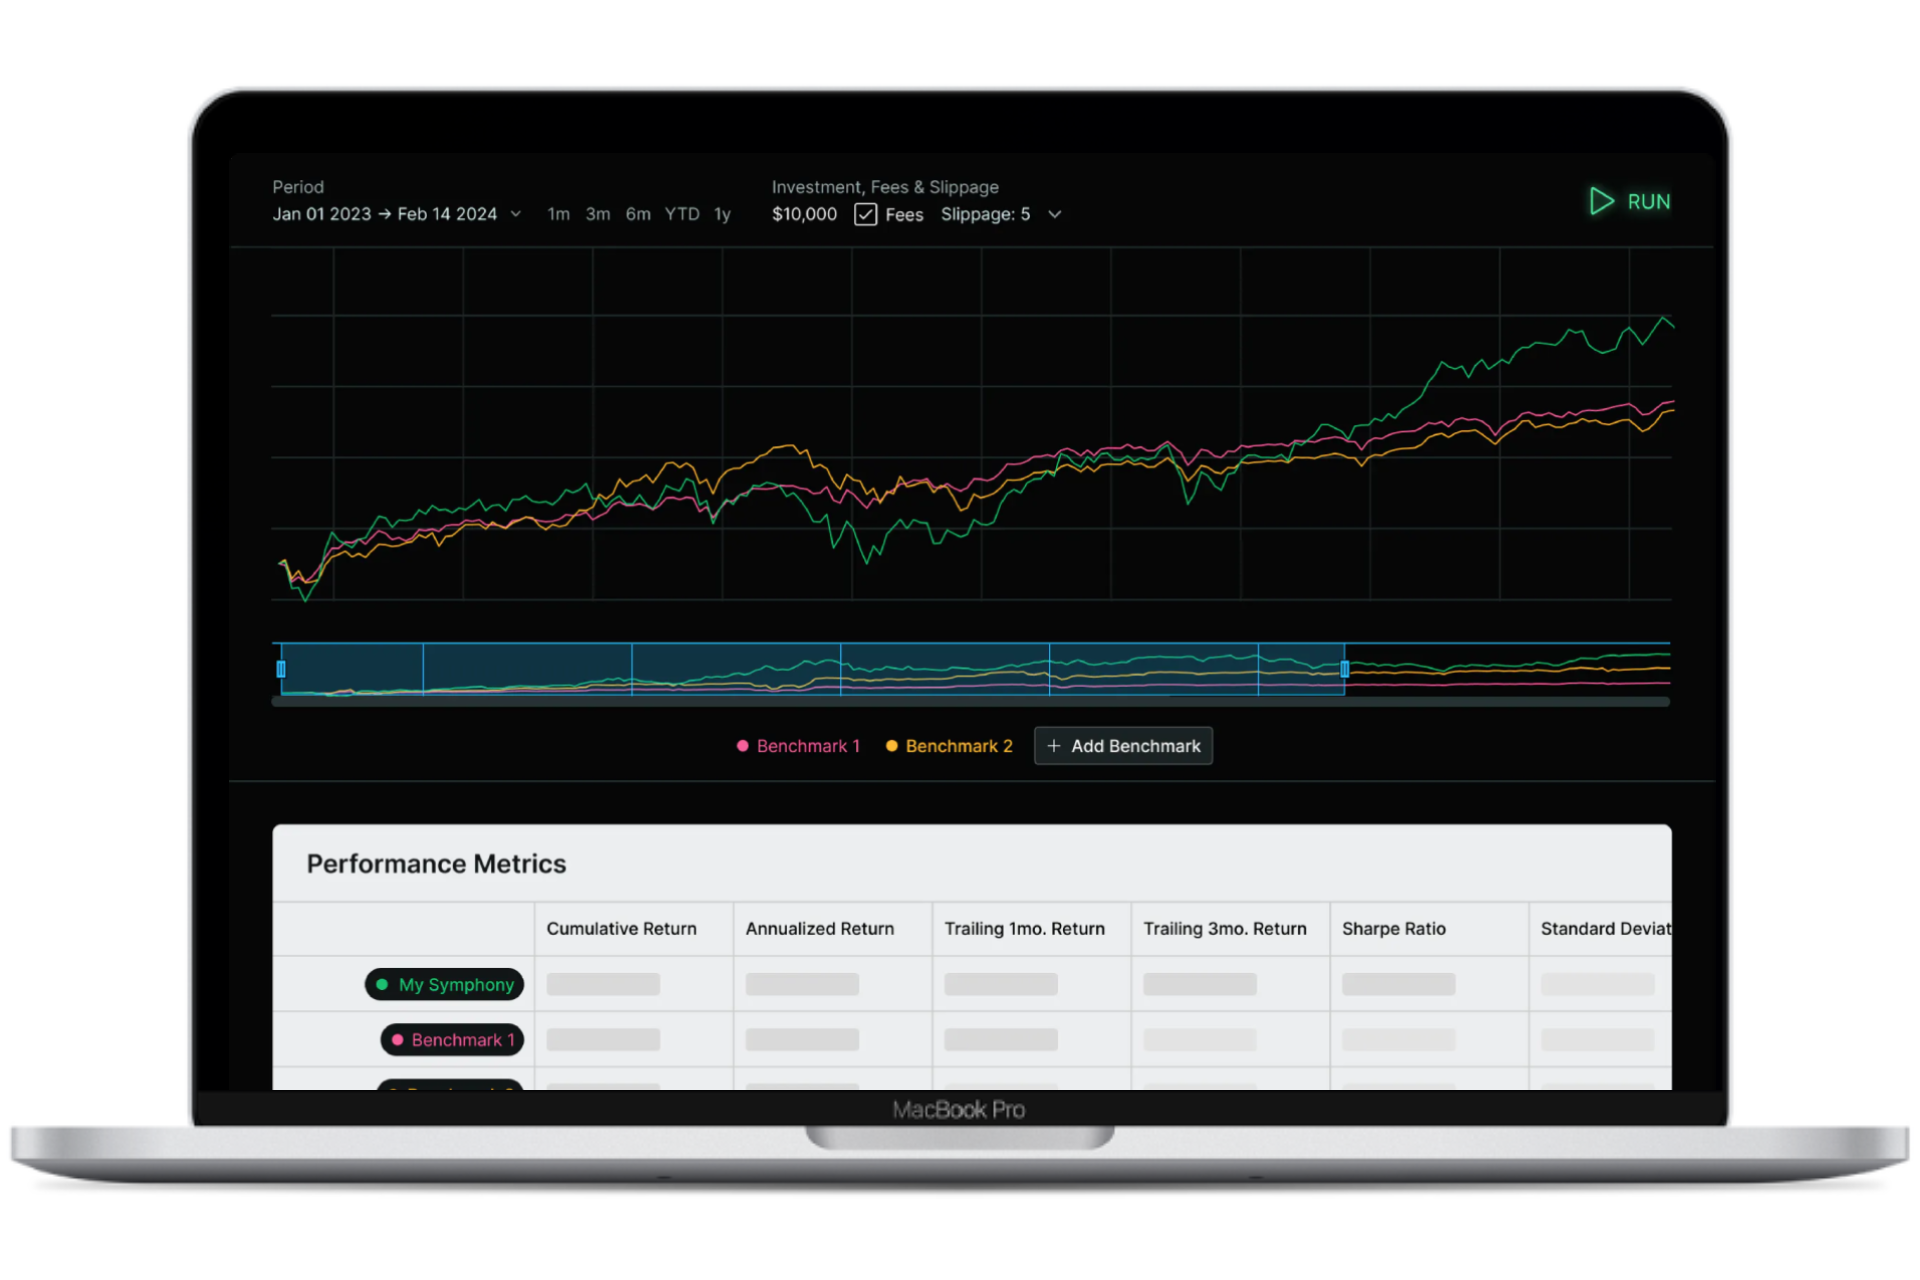 Period
Jan 01 2023 → Feb 14 2024 1m 3m 6m YTD 1y
Investment, Fees & Slippage
$10,000 Fees Slippage: 5
RUN
Benchmark 1 Benchmark 2 + Add Benchmark
Performance Metrics
Cumulative Return Annualized Return Trailing 1mo. Return Trailing 3mo. Return Sharpe Ratio Standard Deviat
My Symphony
Benchmark 1
MacBook Pro